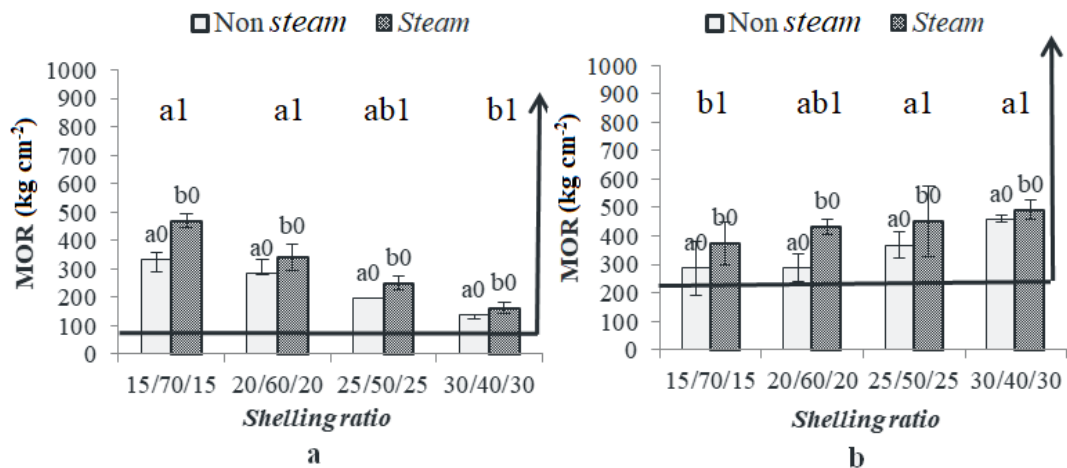 Non steam Steam
MOR (kg cm-2)
1000
900
800
700
600
500
400
300
200
100
0
a1 a1 ab1 b1
a0 b0 a0 b0 a0 b0 a0 b0
15/70/15 20/60/20 25/50/25 30/40/30
Shelling ratio
a
Non steam Steam
MOR (kg cm-2)
1000
900
800
700
600
500
400
300
200
100
0
b1 ab1 a1 a1
a0 b0 a0 b0 a0 b0 a0 b0
15/70/15 20/60/20 25/50/25 30/40/30
Shelling ratio
b